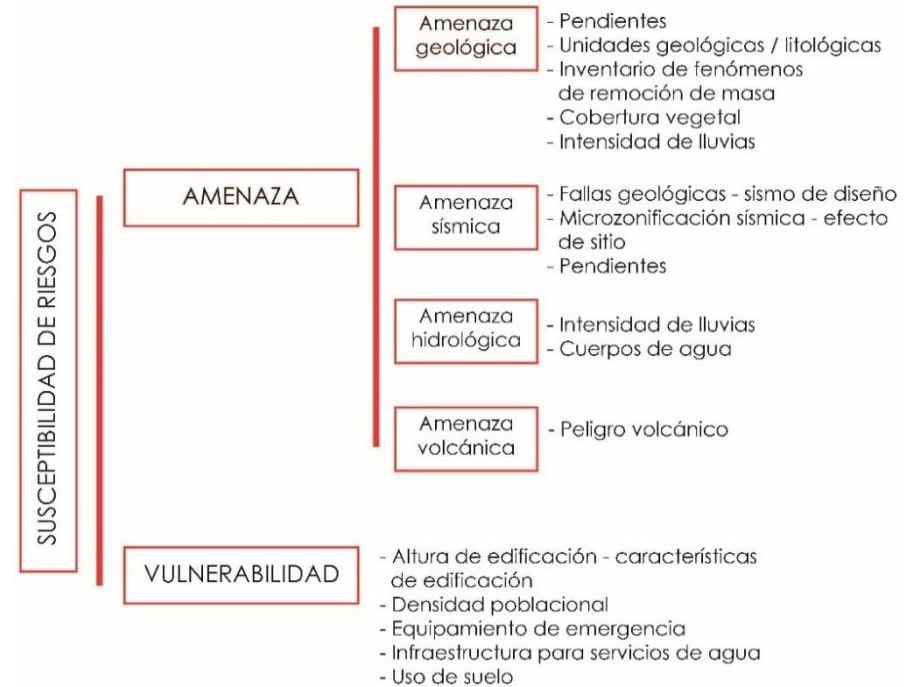 SUSCEPTIBILIDAD DE RIESGOS
AMENAZA
Amenaza
geológica
- Pendientes
- Unidades geológicas / litológicas
- Inventario de fenómenos
de remoción de masa
- Cobertura vegetal
- Intensidad de lluvias
Amenaza
sísmica
- Fallas geológicas - sismo de diseño
- Microzonificación sísmica - efecto
de sitio
- Pendientes
Amenaza
hidrológica
- Intensidad de lluvias
- Cuerpos de agua
Amenaza
volcánica
- Peligro volcánico
VULNERABILIDAD
- Altura de edificación - características
de edificación
- Densidad poblacional
- Equipamiento de emergencia
- Infraestructura para servicios de agua
- Uso de suelo